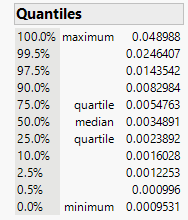 Quantiles
100.0% maximum 0.048988
99.5% 0.0246407
97.5% 0.0143542
90.0% 0.0082984
75.0% quartile 0.0054763
50.0% median 0.0034891
25.0% quartile 0.0023892
10.0% 0.0016028
2.5% 0.0012253
0.5% 0.000996
0.0% minimum 0.0009531